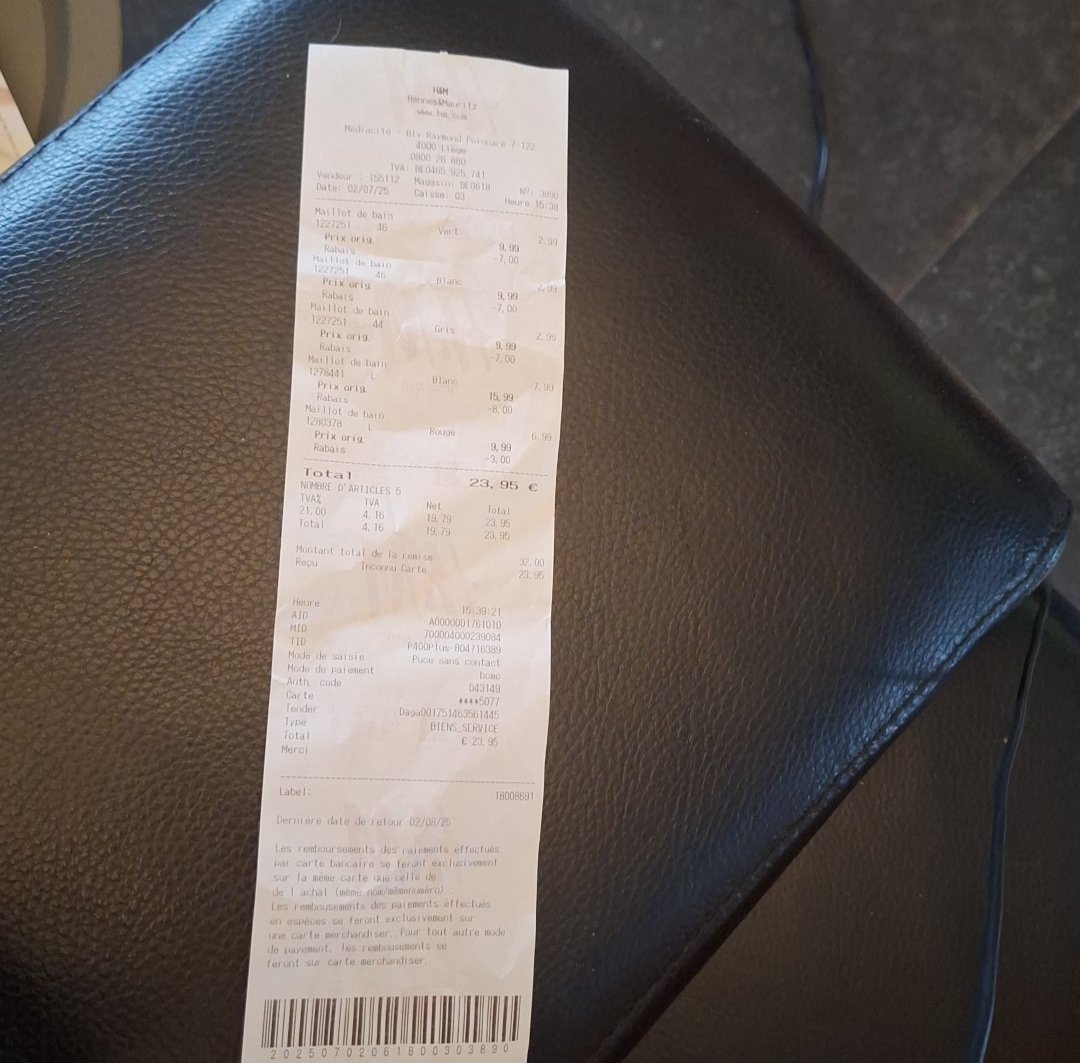 H&M
Hennes&Mauritz
www.hm.com
Médiacité - Blv Raymond Poincaré 7-122
4000 Liège
0800 26 880
TVA: BE0465.925.741
Vendeur : 155112 Magasin: BE0618 Nº: 3890
Date: 02/07/25 Caisse: 03 Heure 15:38
Maillot de bain 2,99
1227251 46 Vert
Prix orig. 9,99
Rabais -7,00
Maillot de bain 2,99
1227251 46 Blanc
Prix orig. 9,99
Rabais -7,00
Maillot de bain 2,99
1227251 44 Gris
Prix orig. 9,99
Rabais -7,00
Maillot de bain 7,99
1278441 L Blanc
Prix orig. 15,99
Rabais -8,00
Maillot de bain 6,99
1280378 L Rouge
Prix orig. 9,99
Rabais -3,00
Total 23,95 €
NOMBRE D'ARTICLES 5
TVA% TVA Net Total
21,00 4,16 19,79 23,95
Total 4,16 19,79 23,95
Montant total de la remise 32,00
Reçu Inconnu Carte 23,95
Heure 15:39:21
AID A0000001761010
MID 700004000239084
TID P400Plus-804716389
Mode de saisie Puce sans contact
Mode de paiement bcmc
Auth. code D43149
Carte ****5077
Tender Daga001751463561445
Type BIENS_SERVICE
Total € 23,95
Merci
Label: 18008691
Dernière date de retour 02/08/25
Les remboursements des paiements effectués
par carte bancaire se feront exclusivement
sur la même carte que celle de
de l achat (même nom/mêmenuméro)
Les rembousements des paiements éffectués
en espèces se feront exclusivement sur
une carte merchandiser. Pour tout autre mode
de payement, les rembousements se
feront sur carte merchandiser.
2025070206180030 3890